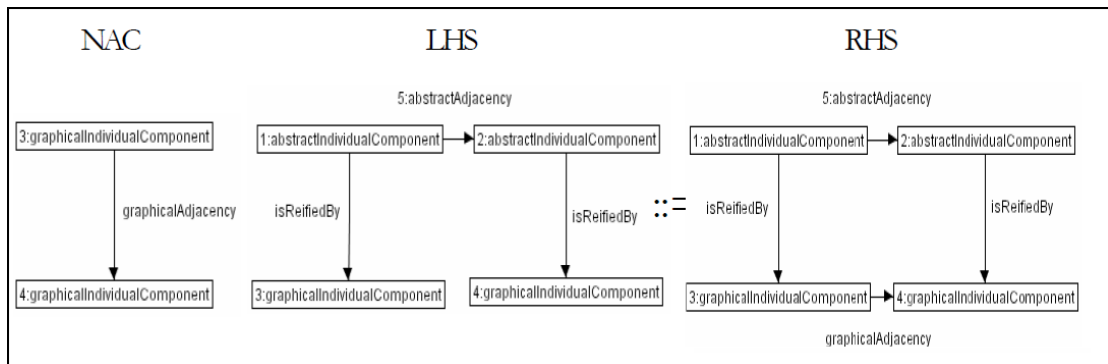 NAC
LHS
RHS
3:graphicalIndividualComponent
graphicalAdjacency
4:graphicalIndividualComponent
5:abstractAdjacency
1:abstractIndividualComponent
2:abstractIndividualComponent
isReifiedBy
isReifiedBy
3:graphicalIndividualComponent
4:graphicalIndividualComponent
::=
5:abstractAdjacency
1:abstractIndividualComponent
2:abstractIndividualComponent
isReifiedBy
isReifiedBy
3:graphicalIndividualComponent
4:graphicalIndividualComponent
graphicalAdjacency